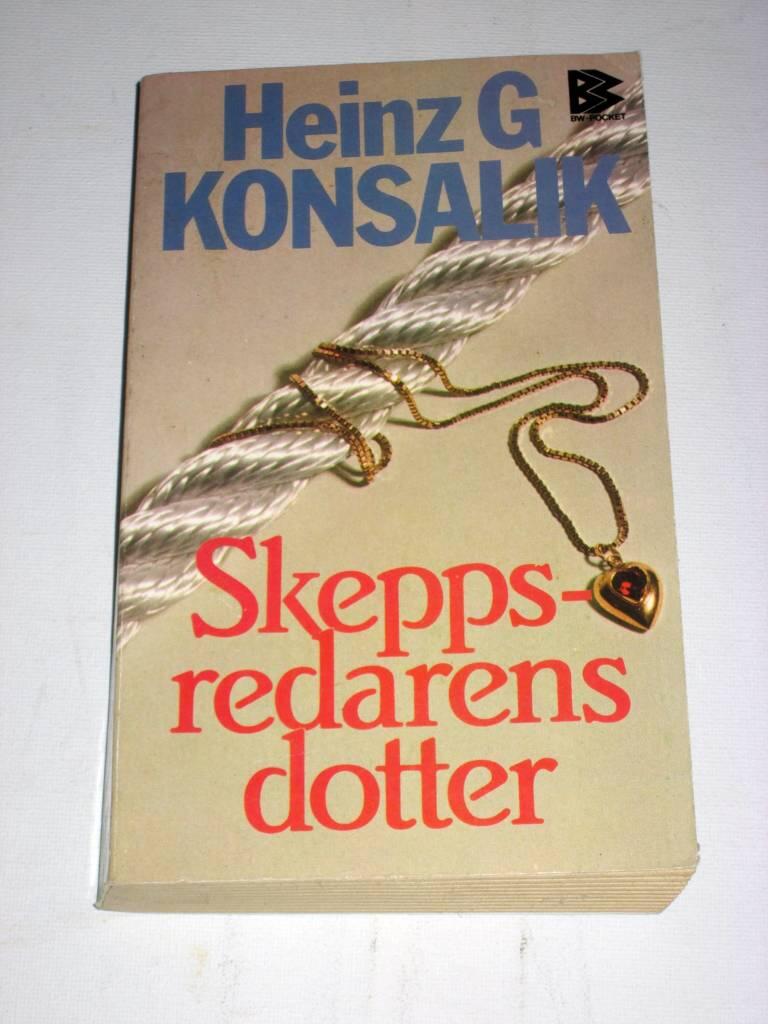 Heinz G
KONSALIK
BW-POCKET
Skepps-
redarens
dotter